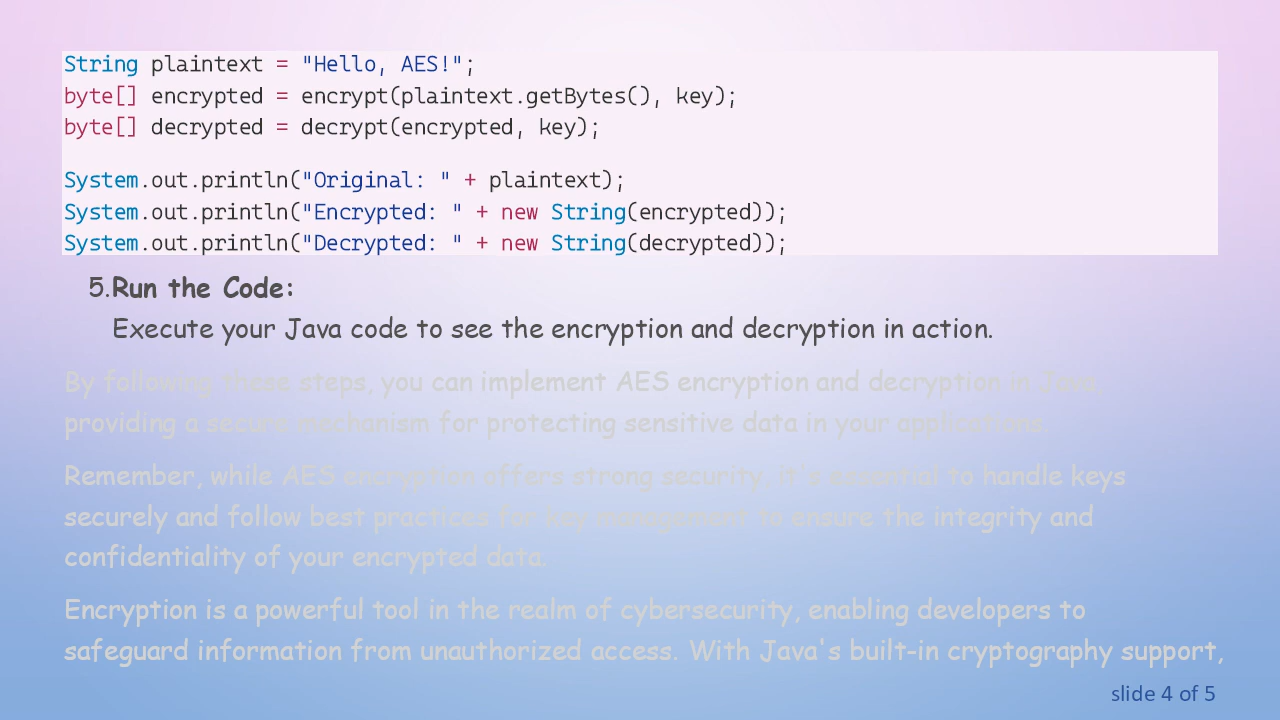 String plaintext = "Hello, AES!";
byte[] encrypted = encrypt(plaintext.getBytes(), key);
byte[] decrypted = decrypt(encrypted, key);
System.out.println("Original: " + plaintext);
System.out.println("Encrypted: " + new String(encrypted));
System.out.println("Decrypted: " + new String(decrypted));
5.Run the Code:
Execute your Java code to see the encryption and decryption in action.
By following these steps, you can implement AES encryption and decryption in Java,
providing a secure mechanism for protecting sensitive data in your applications.
Remember, while AES encryption offers strong security, it's essential to handle keys
securely and follow best practices for key management to ensure the integrity and
confidentiality of your encrypted data.
Encryption is a powerful tool in the realm of cybersecurity, enabling developers to
safeguard information from unauthorized access. With Java's built-in cryptography support,
slide 4 of 5